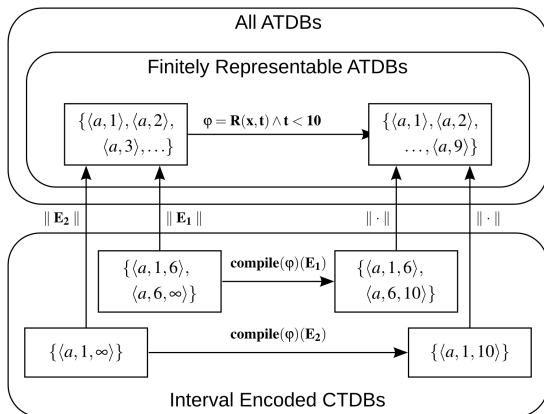 All ATDBs
Finitely Representable ATDBs
{⟨a,1⟩,⟨a,2⟩,
⟨a,3⟩,...}
φ = R(x,t) ∧ t < 10
{⟨a,1⟩,⟨a,2⟩,
...,⟨a,9⟩}
‖ E₂ ‖
‖ E₁ ‖
‖ · ‖
‖ · ‖
{⟨a,1,6⟩,
⟨a,6,∞⟩}
compile(φ)(E₁)
{⟨a,1,6⟩,
⟨a,6,10⟩}
{⟨a,1,∞⟩}
compile(φ)(E₂)
{⟨a,1,10⟩}
Interval Encoded CTDBs